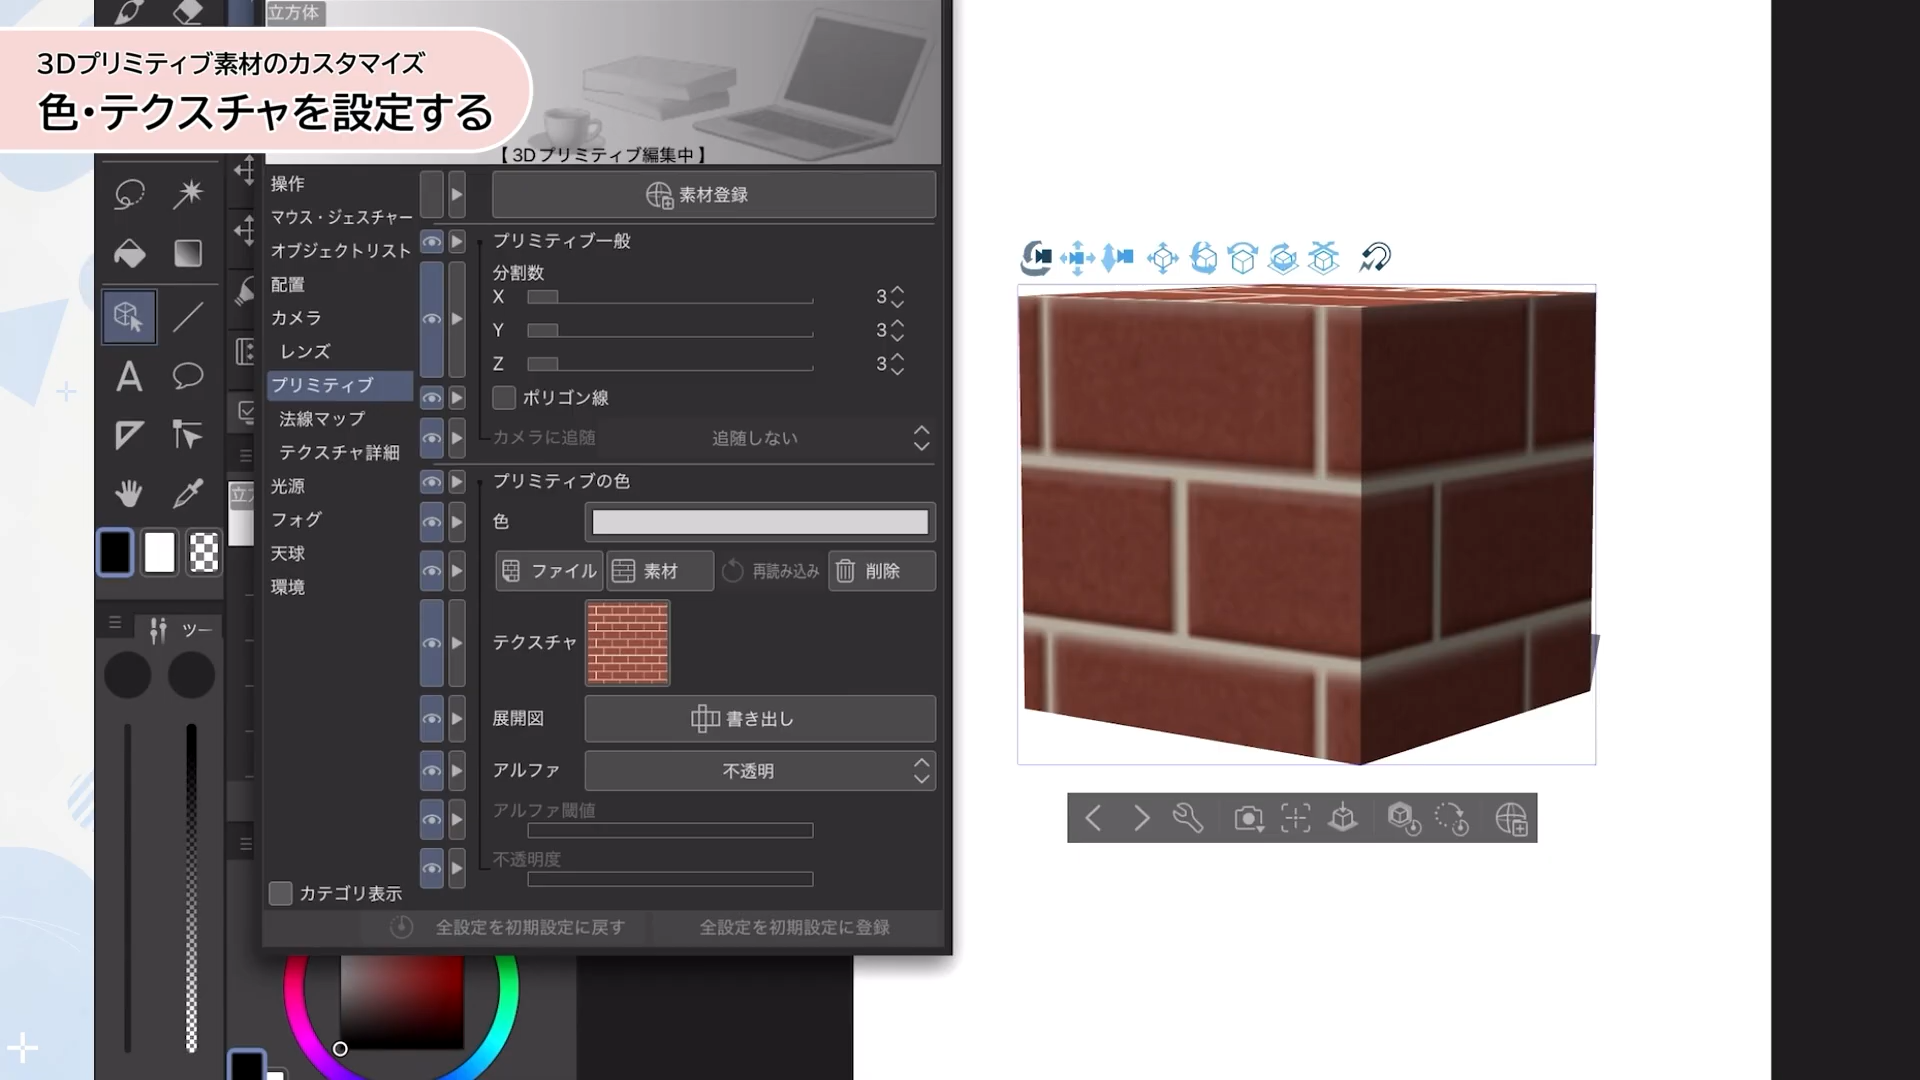 立方体
3Dプリミティブ素材のカスタマイズ
色・テクスチャを設定する
【3Dプリミティブ編集中】
操作
マウス・ジェスチャー
オブジェクトリスト
配置
カメラ
レンズ
プリミティブ
法線マップ
テクスチャ詳細
光源
フォグ
天球
環境
素材登録
プリミティブ一般
分割数
X 3
Y 3
Z 3
ポリゴン線
カメラに追随 追随しない
プリミティブの色
色
ファイル 素材 再読み込み 削除
テクスチャ
展開図 書き出し
アルファ 不透明
アルファ閾値
不透明度
カテゴリ表示
全設定を初期設定に戻す 全設定を初期設定に登録
ツー